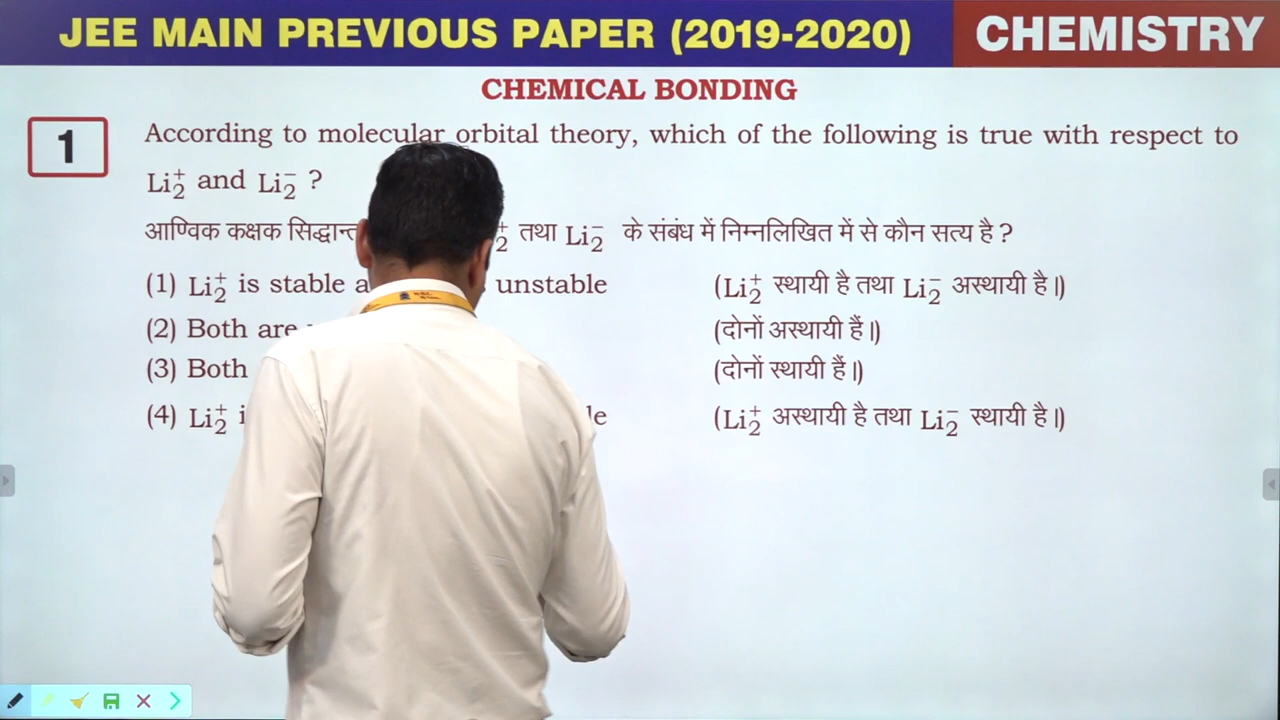 JEE MAIN PREVIOUS PAPER (2019-2020) CHEMISTRY
CHEMICAL BONDING
1 According to molecular orbital theory, which of the following is true with respect to
Li₂⁺ and Li₂⁻ ?
आण्विक कक्षक तथा Li₂⁻ के संबंध में निम्नलिखित में से कौन सत्य है ?
(1) Li₂⁺ is stable unstable (Li₂⁺ स्थायी है तथा Li₂⁻ अस्थायी है।)
(2) Both are (दोनों अस्थायी हैं।)
(3) Both (दोनों स्थायी हैं।)
(4) Li₂⁺ (Li₂⁺ अस्थायी है तथा Li₂⁻ स्थायी है।)